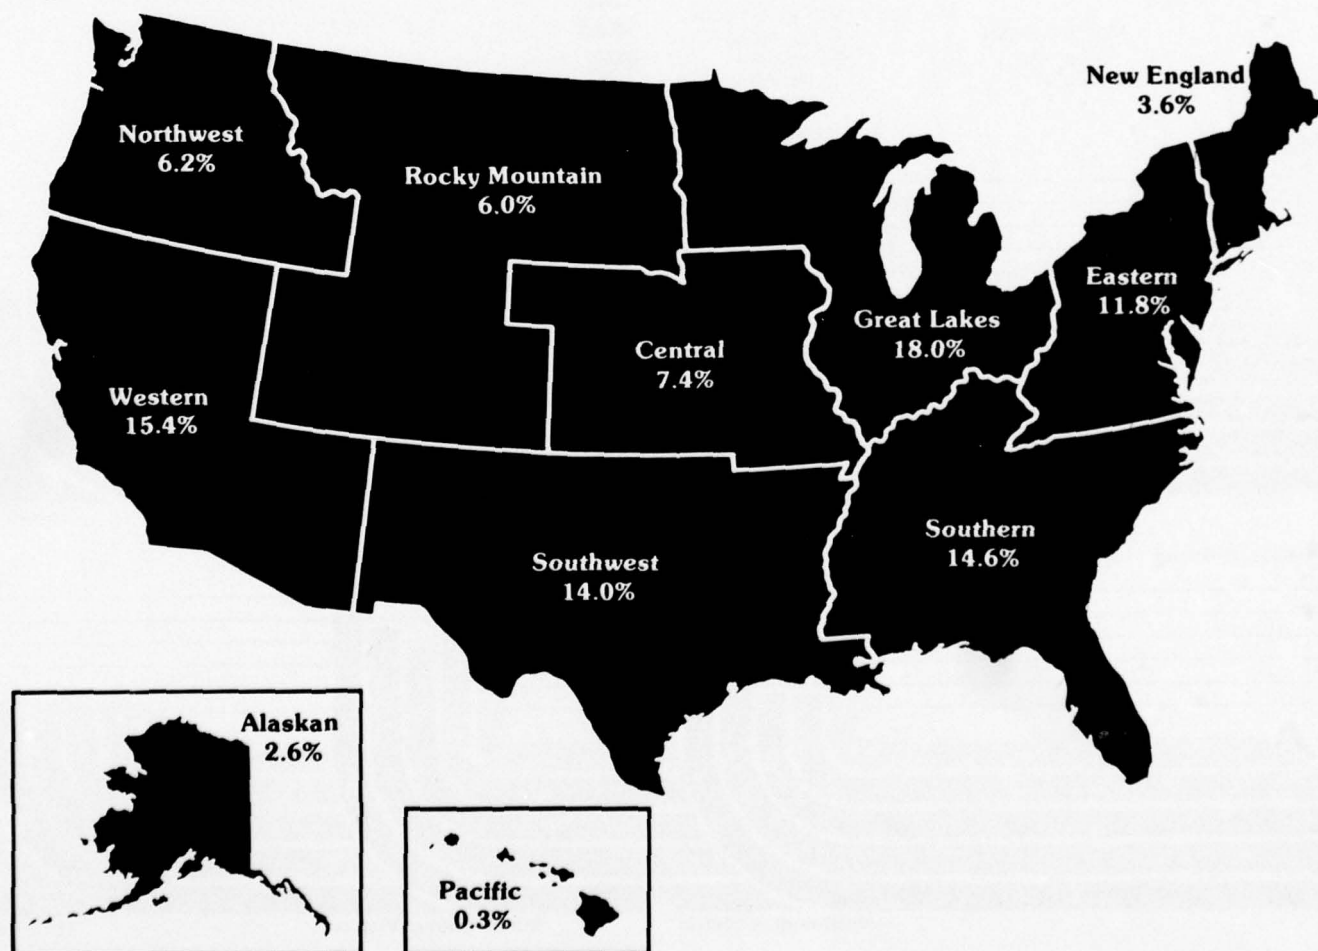 New England
3.6%
Northwest
6.2%
Rocky Mountain
6.0%
Eastern
11.8%
Great Lakes
18.0%
Central
7.4%
Western
15.4%
Southern
14.6%
Southwest
14.0%
Alaskan
2.6%
Pacific
0.3%